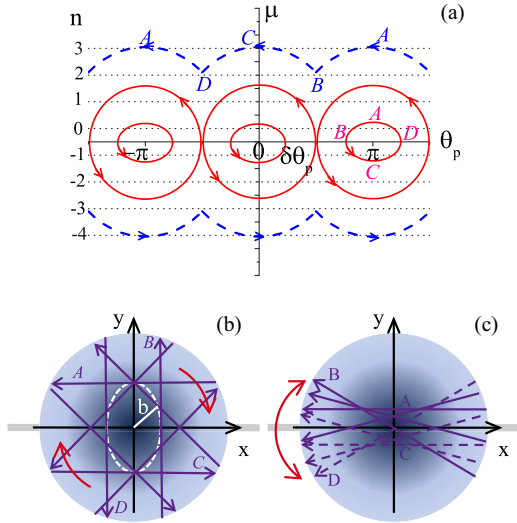 n μ (a)
A C A
3
2
D B
1
0 A
B D θp
-π 0 δθp π
-1
C
-2
-3
-4
y (b) y (c)
B
A B
A
b
x x
C C
D D